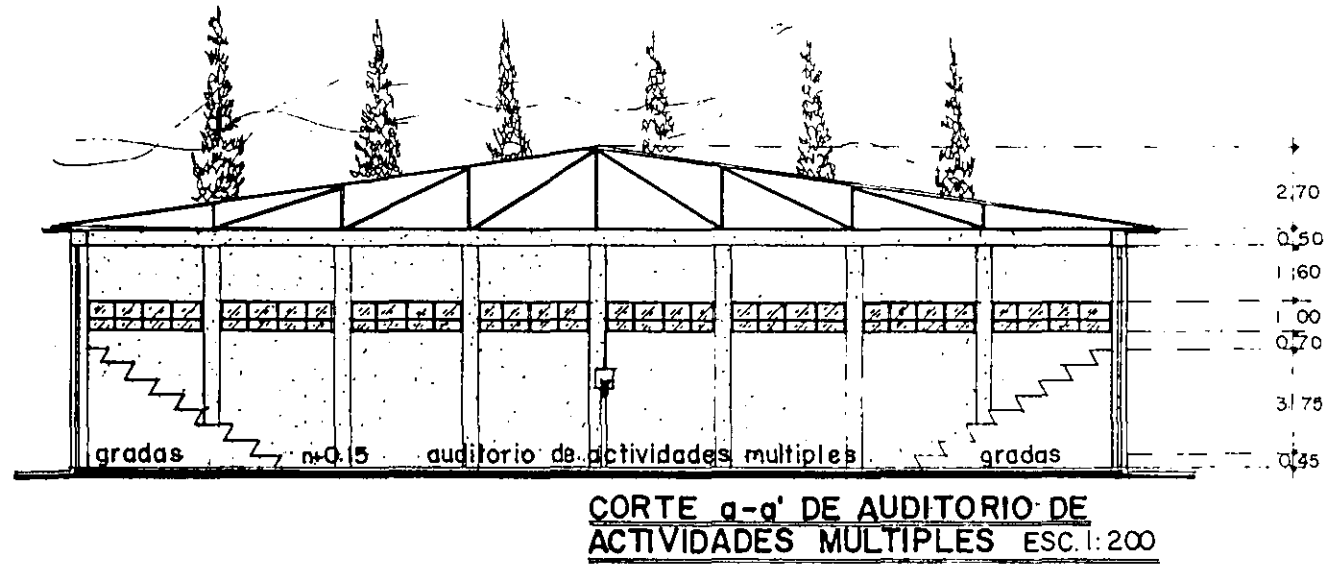 2.70
0.50
1.60
1.00
0.70
3.75
gradas n+0.15 auditorio de actividades multiples gradas
0.45
CORTE a-a' DE AUDITORIO DE
ACTIVIDADES MULTIPLES ESC. 1:200